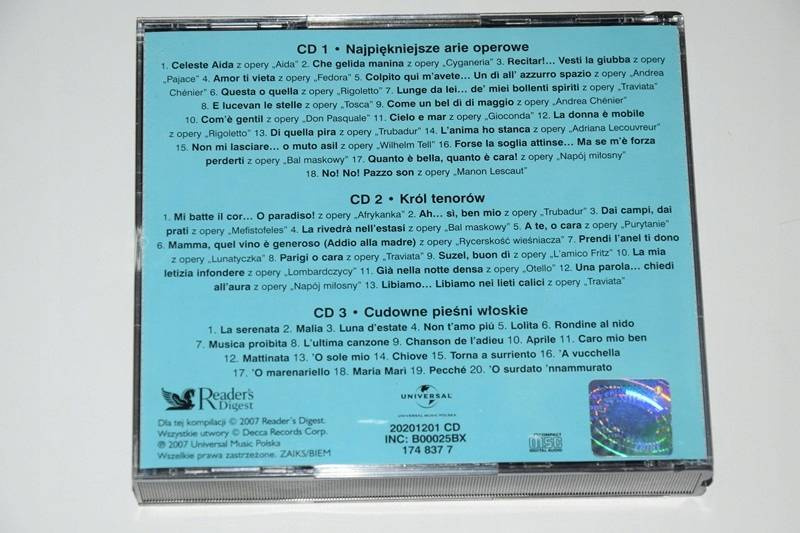 CD 1 • Najpiękniejsze arie operowe
1. Celeste Aida z opery „Aida” 2. Che gelida manina z opery „Cyganeria” 3. Recitar!... Vesti la giubba z opery
„Pajace” 4. Amor ti vieta z opery „Fedora” 5. Colpito qui m'avete... Un dì all' azzurro spazio z opery „Andrea
Chénier” 6. Questa o quella z opery „Rigoletto” 7. Lunge da lei... de' miei bollenti spiriti z opery „Traviata”
8. E lucevan le stelle z opery „Tosca” 9. Come un bel dì di maggio z opery „Andrea Chénier”
10. Com'è gentil z opery „Don Pasquale” 11. Cielo e mar z opery „Gioconda” 12. La donna è mobile
z opery „Rigoletto” 13. Di quella pira z opery „Trubadur” 14. L'anima ho stanca z opery „Adriana Lecouvreur”
15. Non mi lasciare... o muto asil z opery „Wilhelm Tell” 16. Forse la soglia attinse... Ma se m'è forza
perderti z opery „Bal maskowy” 17. Quanto è bella, quanto è cara! z opery „Napój miłosny”
18. No! No! Pazzo son z opery „Manon Lescaut”
CD 2 • Król tenorów
1. Mi batte il cor... O paradiso! z opery „Afrykanka” 2. Ah... sì, ben mio z opery „Trubadur” 3. Dai campi, dai
prati z opery „Mefistofeles” 4. La rivedrà nell'estasi z opery „Bal maskowy” 5. A te, o cara z opery „Purytanie”
6. Mamma, quel vino è generoso (Addio alla madre) z opery „Rycerskość wieśniacza” 7. Prendi l'anel ti dono
z opery „Lunatyczka” 8. Parigi o cara z opery „Traviata” 9. Suzel, buon dì z opery „L'amico Fritz” 10. La mia
letizia infondere z opery „Lombardczycy” 11. Già nella notte densa z opery „Otello” 12. Una parola... chiedi
all'aura z opery „Napój miłosny” 13. Libiamo... Libiamo nei lieti calici z opery „Traviata”
CD 3 • Cudowne pieśni włoskie
1. La serenata 2. Malia 3. Luna d'estate 4. Non t'amo piú 5. Lolita 6. Rondine al nido
7. Musica proibita 8. L'ultima canzone 9. Chanson de l'adieu 10. Aprile 11. Caro mio ben
12. Mattinata 13. 'O sole mio 14. Chiove 15. Torna a surriento 16. 'A vucchella
17. 'O marenariello 18. Maria Marì 19. Pecchè 20. 'O surdato 'nnammurato
Reader's
Digest
Dla tej kompilacji © 2007 Reader's Digest.
Wszystkie utwory © Decca Records Corp.
℗ 2007 Universal Music Polska
Wszelkie prawa zastrzeżone. ZAIKS/BIEM
UNIVERSAL
UNIVERSAL MUSIC POLSKA
20201201 CD
INC: B00025BX
174 837 7
COMPACT
disc
DIGITAL AUDIO